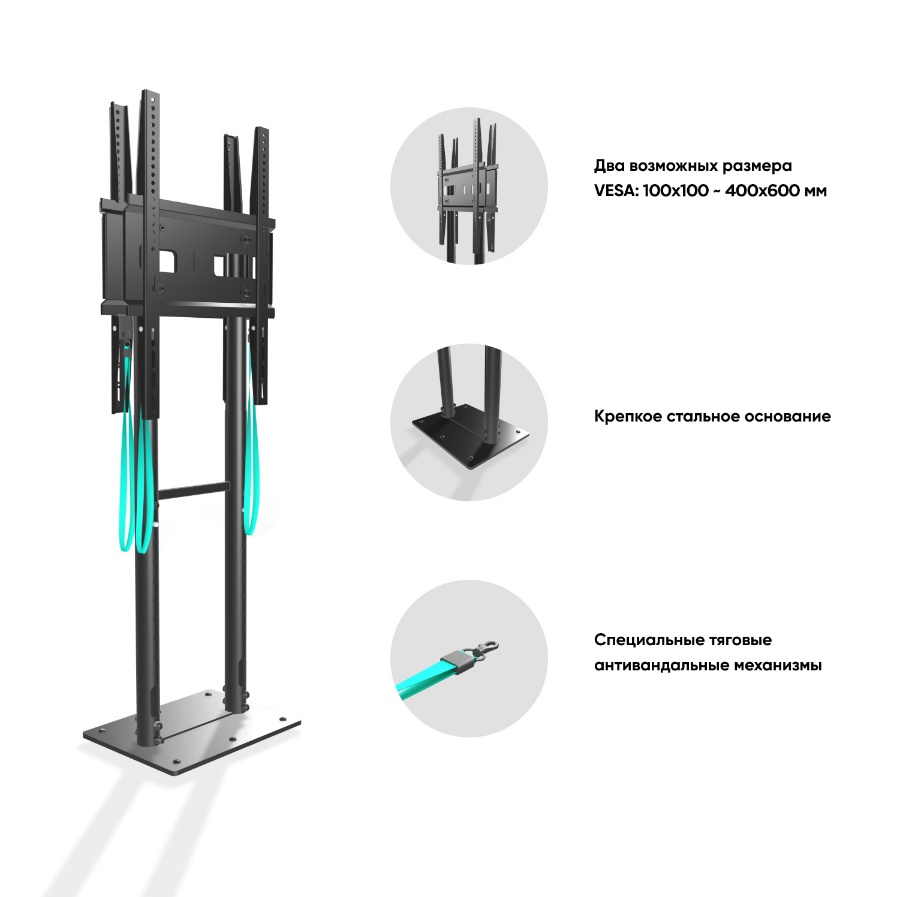 Два возможных размера
VESA: 100x100 ~ 400x600 мм
Крепкое стальное основание
Специальные тяговые
антивандальные механизмы